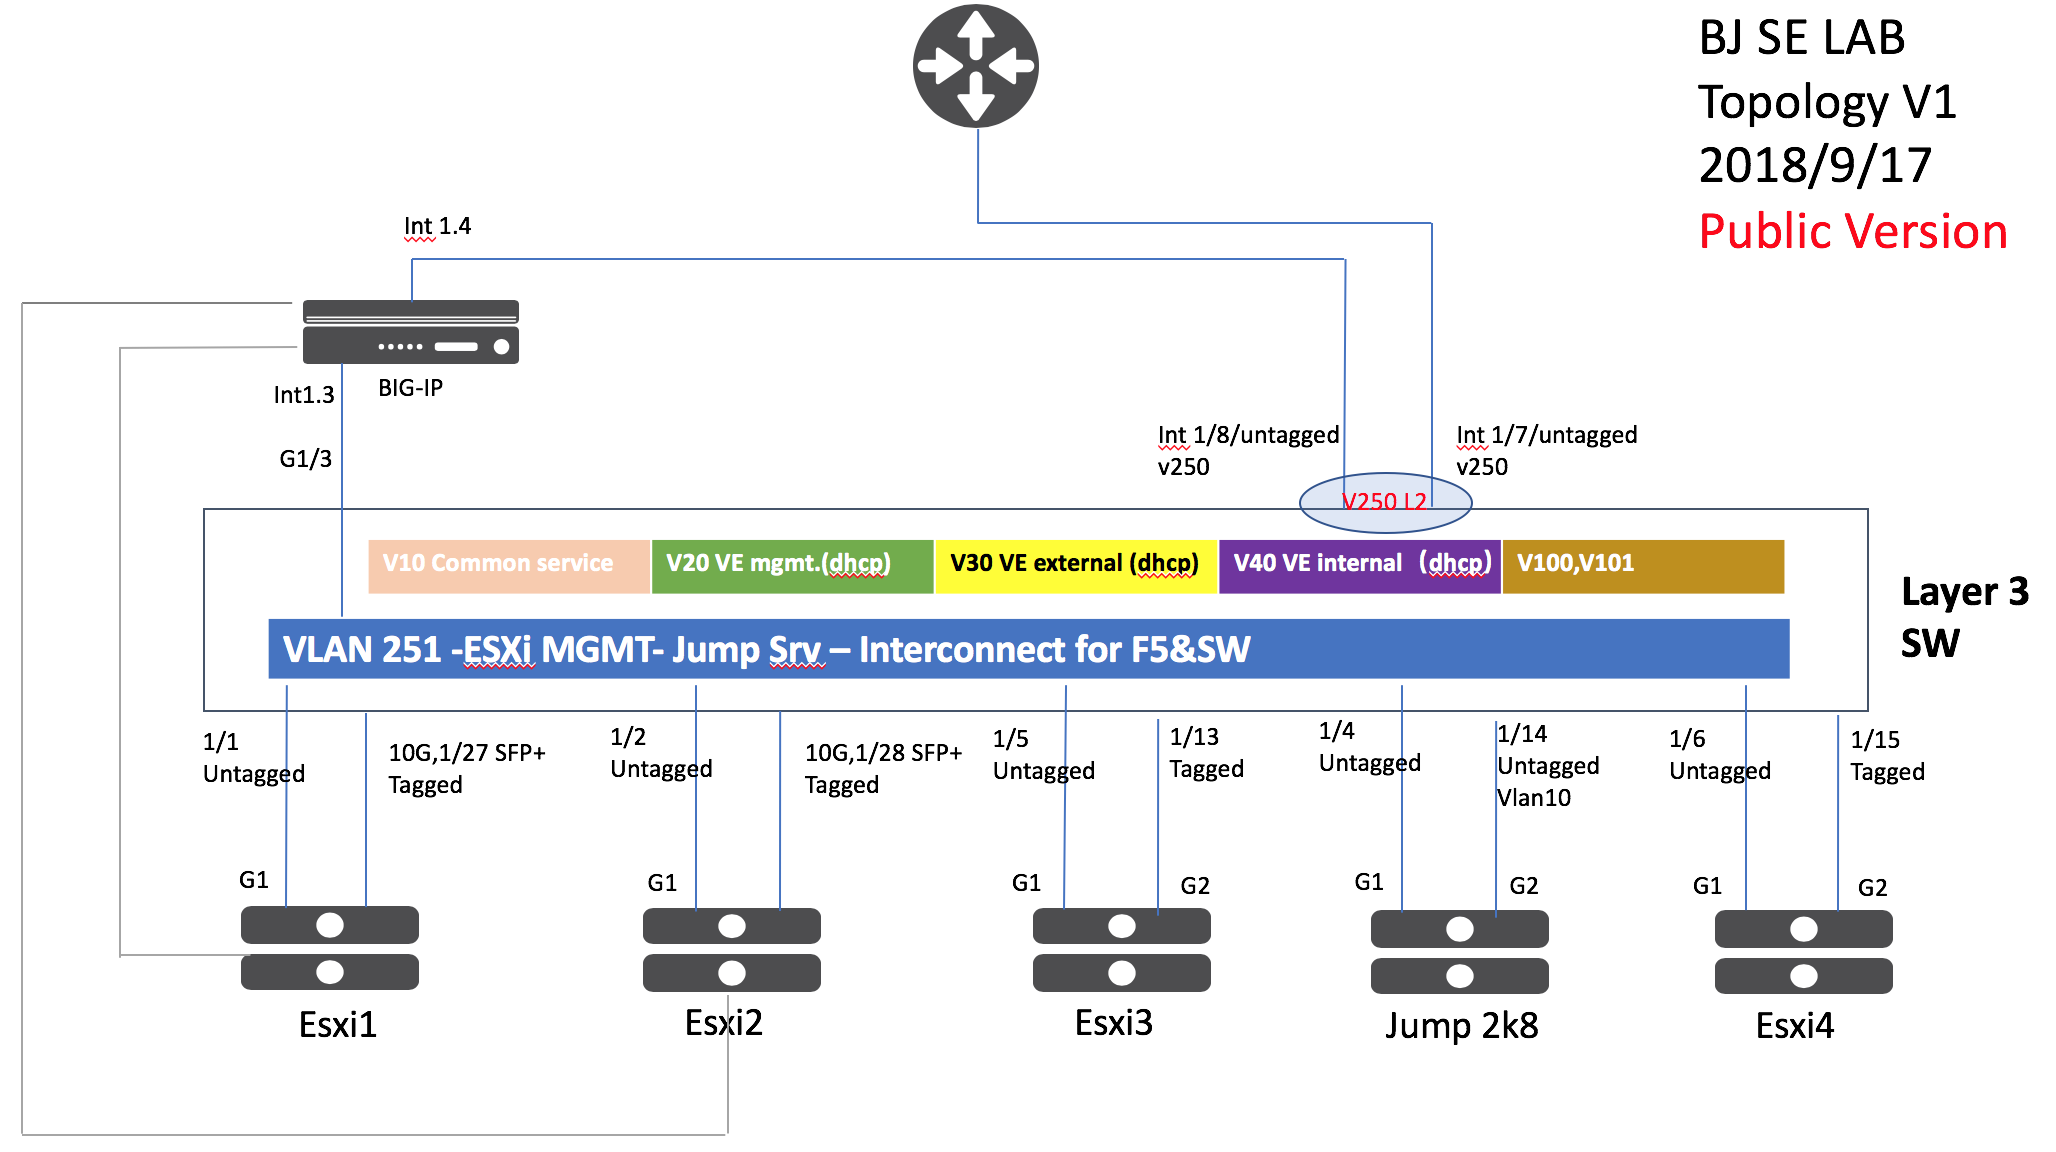 BJ SE LAB
Topology V1
2018/9/17
Public Version
Int 1.4
Int1.3
BIG-IP
G1/3
Int 1/8/untagged
v250
Int 1/7/untagged
v250
V250 L2
V10 Common service
V20 VE mgmt.(dhcp)
V30 VE external (dhcp)
V40 VE internal（dhcp）
V100,V101
Layer 3
SW
VLAN 251 -ESXi MGMT- Jump Srv – Interconnect for F5&SW
1/1
Untagged
10G,1/27 SFP+
Tagged
1/2
Untagged
10G,1/28 SFP+
Tagged
1/5
Untagged
1/13
Tagged
1/4
Untagged
1/14
Untagged
Vlan10
1/6
Untagged
1/15
Tagged
G1
G1
G1
G2
G1
G2
G1
G2
Esxi1
Esxi2
Esxi3
Jump 2k8
Esxi4